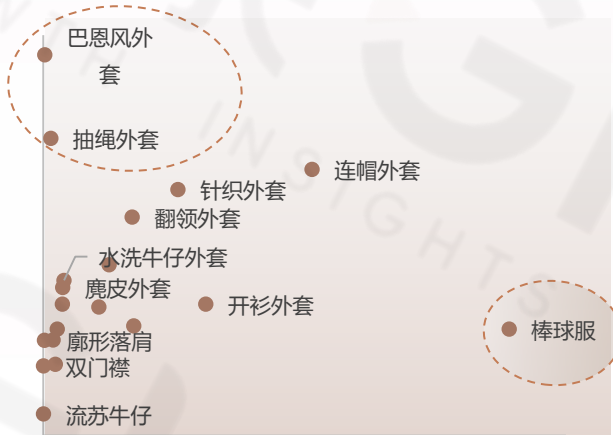 巴恩风外
套
抽绳外套
连帽外套
针织外套
翻领外套
水洗牛仔外套
麂皮外套
开衫外套
棒球服
廓形落肩
双门襟
流苏牛仔
INSIGHTS